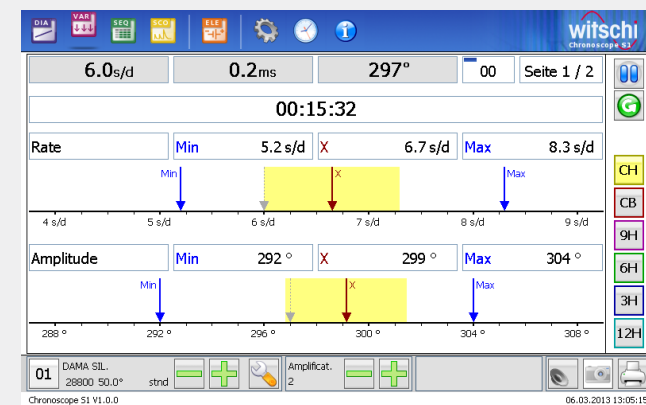 DIA VAR SEQ SCO ELE witschi
Chronoscope S1
6.0s/d 0.2ms 297° 00 Seite 1 / 2
00:15:32
Rate Min 5.2 s/d X 6.7 s/d Max 8.3 s/d
Min X Max
4 s/d 5 s/d 6 s/d 7 s/d 8 s/d 9 s/d
Amplitude Min 292 ° X 299 ° Max 304 °
Min X Max
288 ° 292 ° 296 ° 300 ° 304 ° 308 °
G
CH
CB
9H
6H
3H
12H
01 DAMA SIL. Amplificat.
28800 50.0° stnd 2
Chronoscope S1 V1.0.0 06.03.2013 13:05:15